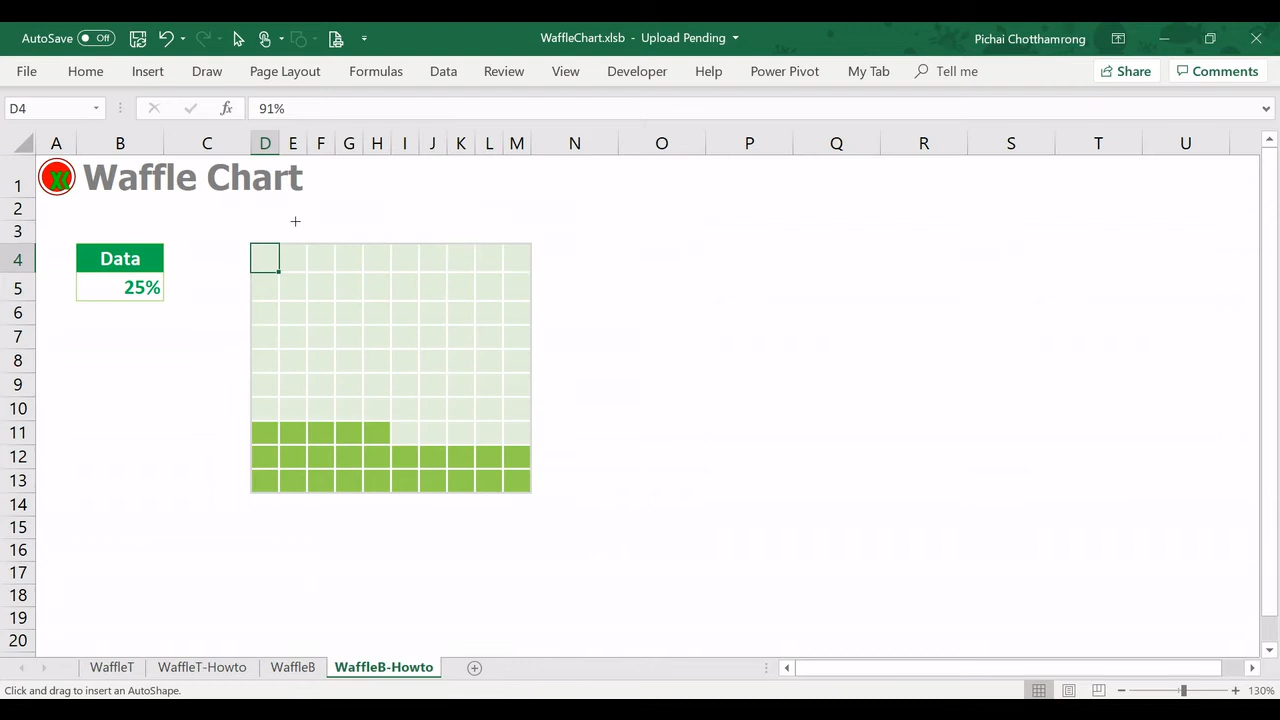 AutoSave Off WaffleChart.xlsb - Upload Pending Pichai Chotthamrong
File Home Insert Draw Page Layout Formulas Data Review View Developer Help Power Pivot My Tab Tell me Share Comments
D4 fx 91%
A B C D E F G H I J K L M N O P Q R S T U
1 Waffle Chart
2
3
4 Data
5 25%
6
7
8
9
10
11
12
13
14
15
16
17
18
19
20
WaffleT WaffleT-Howto WaffleB WaffleB-Howto
Click and drag to insert an AutoShape. 130%